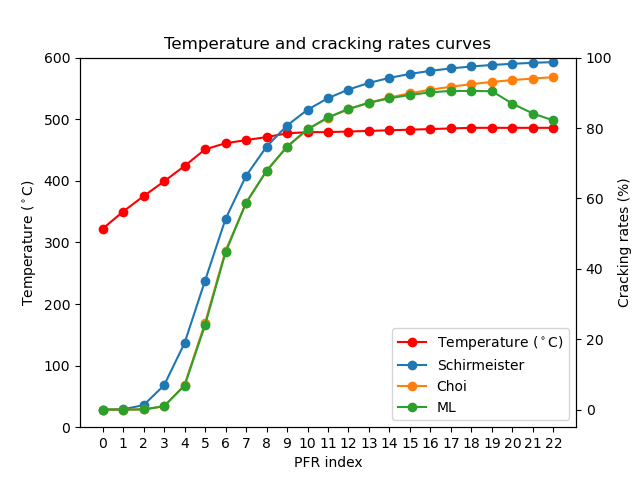 Temperature and cracking rates curves
600
500
400
300
200
100
0
Temperature (°C)
100
80
60
40
20
0
Cracking rates (%)
Temperature (°C)
Schirmeister
Choi
ML
0 1 2 3 4 5 6 7 8 9 10 11 12 13 14 15 16 17 18 19 20 21 22
PFR index